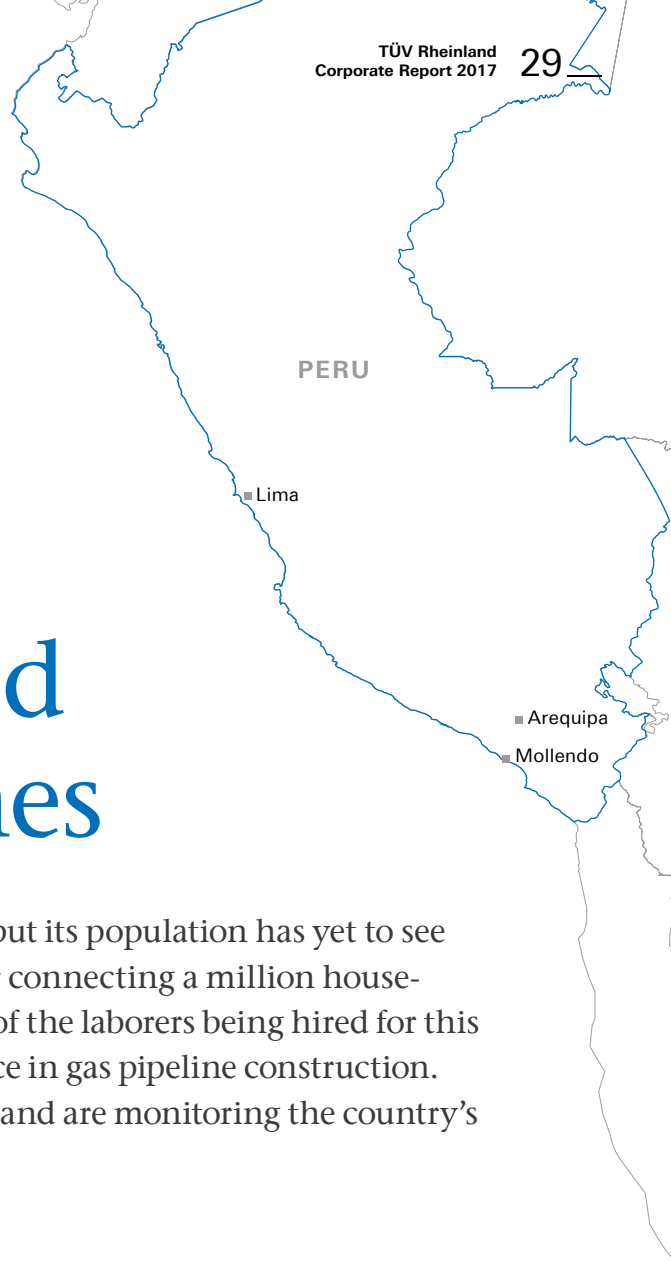 TÜV Rheinland
Corporate Report 2017 29
PERU
Lima
d
Arequipa
Mollendo
nes
out its population has yet to see
connecting a million house-
of the laborers being hired for this
ce in gas pipeline construction.
and are monitoring the country's